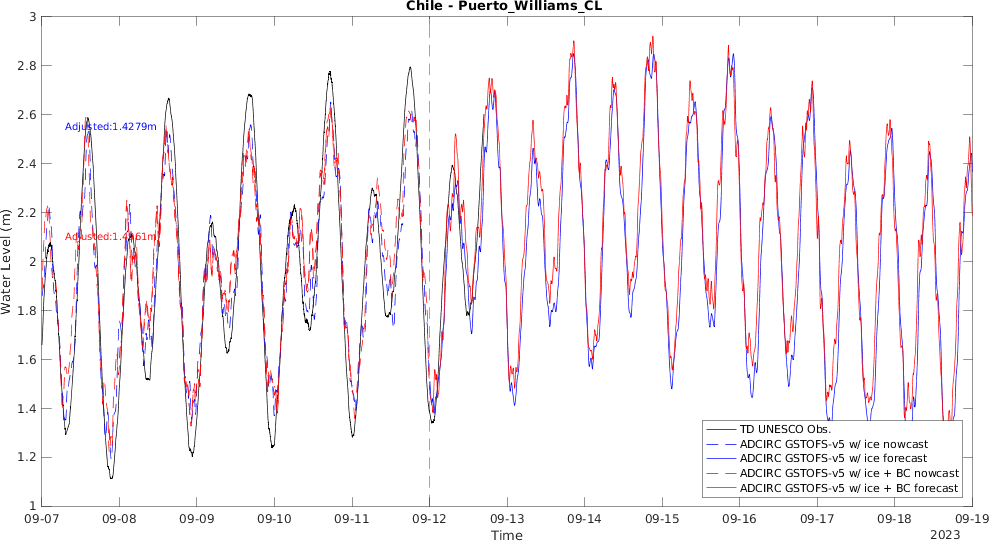 Chile - Puerto_Williams_CL
3
2.8
2.6
2.4
2.2
2
1.8
1.6
1.4
1.2
1
Water Level (m)
Adjusted:1.4279m
TD UNESCO Obs.
ADCIRC GSTOFS-v5 w/ ice nowcast
ADCIRC GSTOFS-v5 w/ ice forecast
ADCIRC GSTOFS-v5 w/ ice + BC nowcast
ADCIRC GSTOFS-v5 w/ ice + BC forecast
09-07 09-08 09-09 09-10 09-11 09-12 09-13 09-14 09-15 09-16 09-17 09-18 09-19
Time
2023